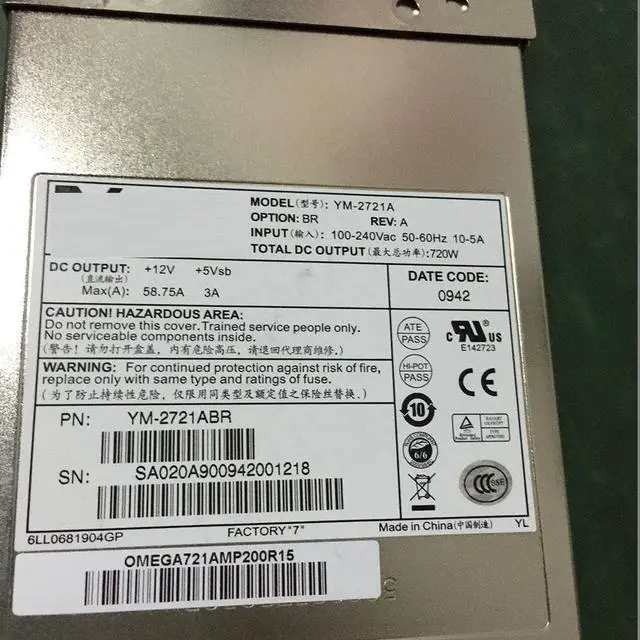 MODEL(型号): YM-2721A
OPTION: BR REV: A
INPUT(输入): 100-240Vac 50-60Hz 10-5A
TOTAL DC OUTPUT(最大总功率):720W
DC OUTPUT: +12V +5Vsb
(直流输出)
Max(A): 58.75A 3A
DATE CODE:
0942
CAUTION! HAZARDOUS AREA:
Do not remove this cover. Trained service people only.
No serviceable components inside.
(警告! 请勿打开盒盖, 内有危险高压, 请退回代理商维修.)
WARNING: For continued protection against risk of fire,
replace only with same type and ratings of fuse.
(为了防止持续性危险, 仅限用同类型及额定值之保险丝替换.)
ATE
PASS
HI-POT
PASS
c RU US
E142723
CE
10
6/6
TYPE
APPROVED
CCC S&E
PN: YM-2721ABR
SN: SA020A900942001218
6LL0681904GP FACTORY"7" Made in China(中国制造) YL
OMEGA721AMP200R15